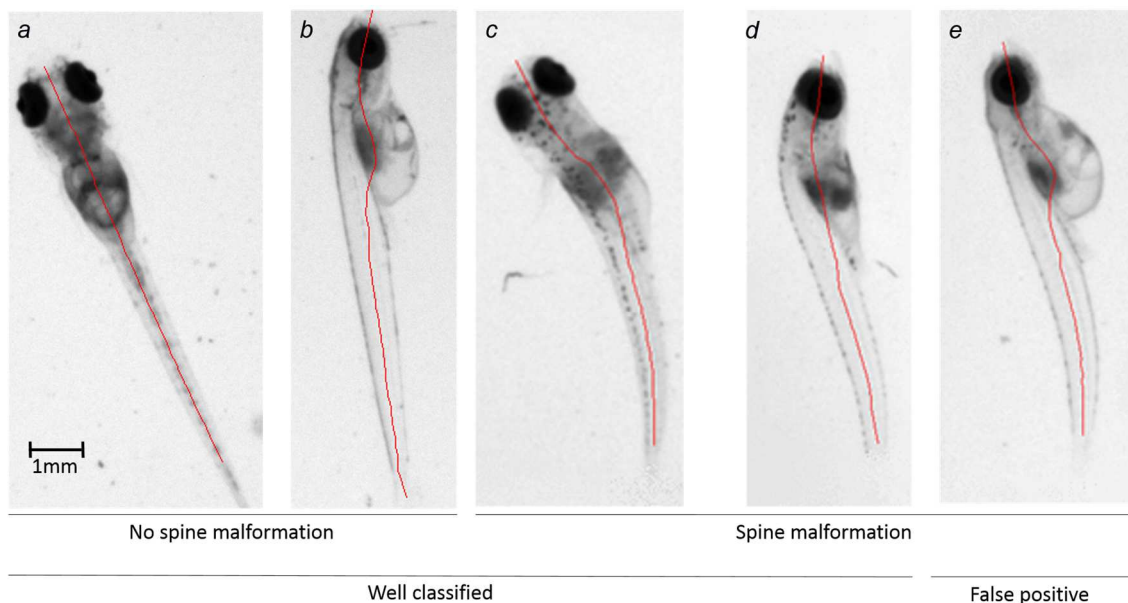 a b c d e
1mm
No spine malformation Spine malformation
Well classified False positive